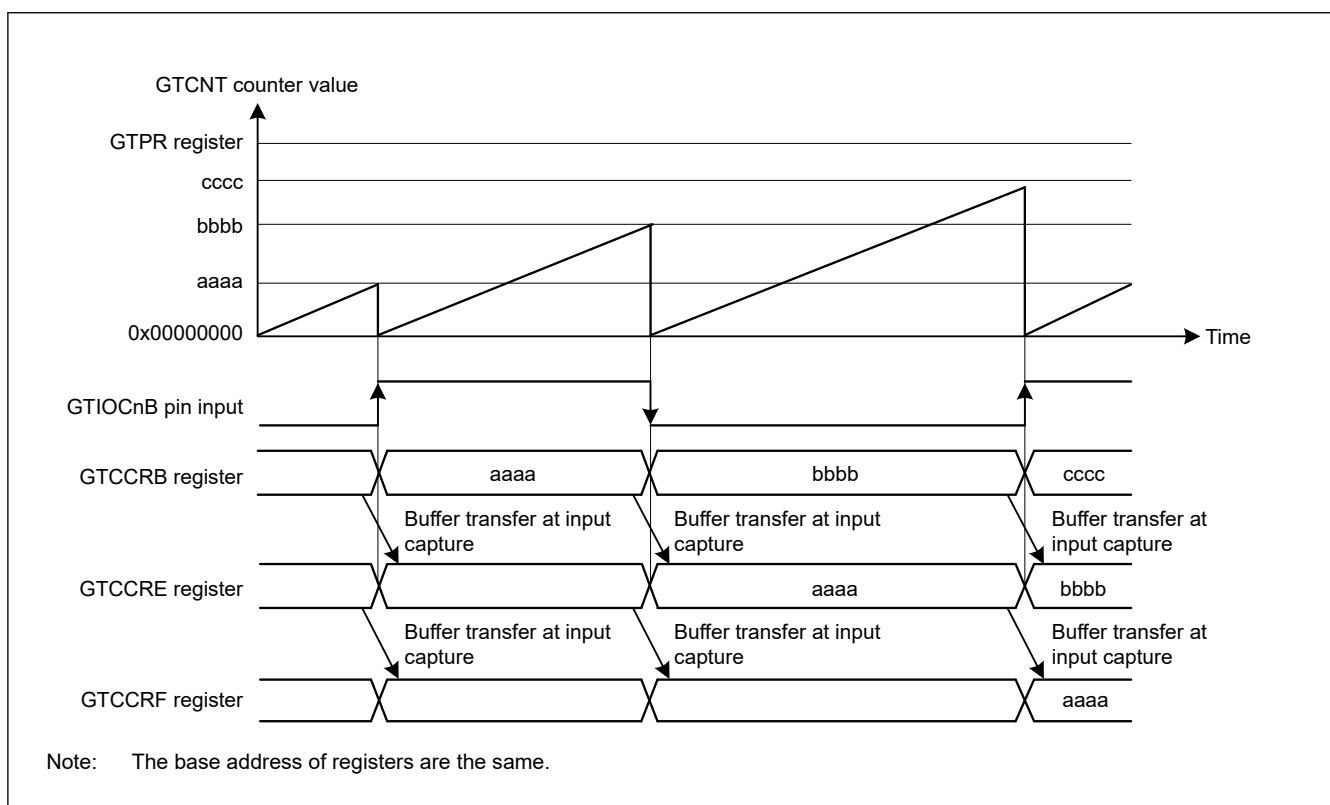 GTCNT counter value
GTPR register
cccc
bbbb
aaaa
0x00000000
Time
GTIOCnB pin input
GTCCRB register
aaaa
bbbb
cccc
Buffer transfer at input
capture
Buffer transfer at input
capture
Buffer transfer at
input capture
GTCCRE register
aaaa
bbbb
Buffer transfer at input
capture
Buffer transfer at input
capture
Buffer transfer at
input capture
GTCCRF register
aaaa
Note: The base address of registers are the same.